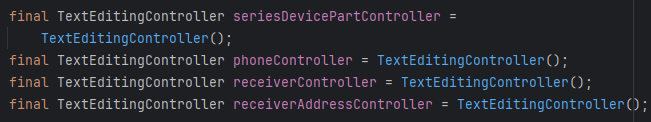 final TextEditingController seriesDevicePartController =
    TextEditingController();
final TextEditingController phoneController = TextEditingController();
final TextEditingController receiverController = TextEditingController();
final TextEditingController receiverAddressController = TextEditingController();